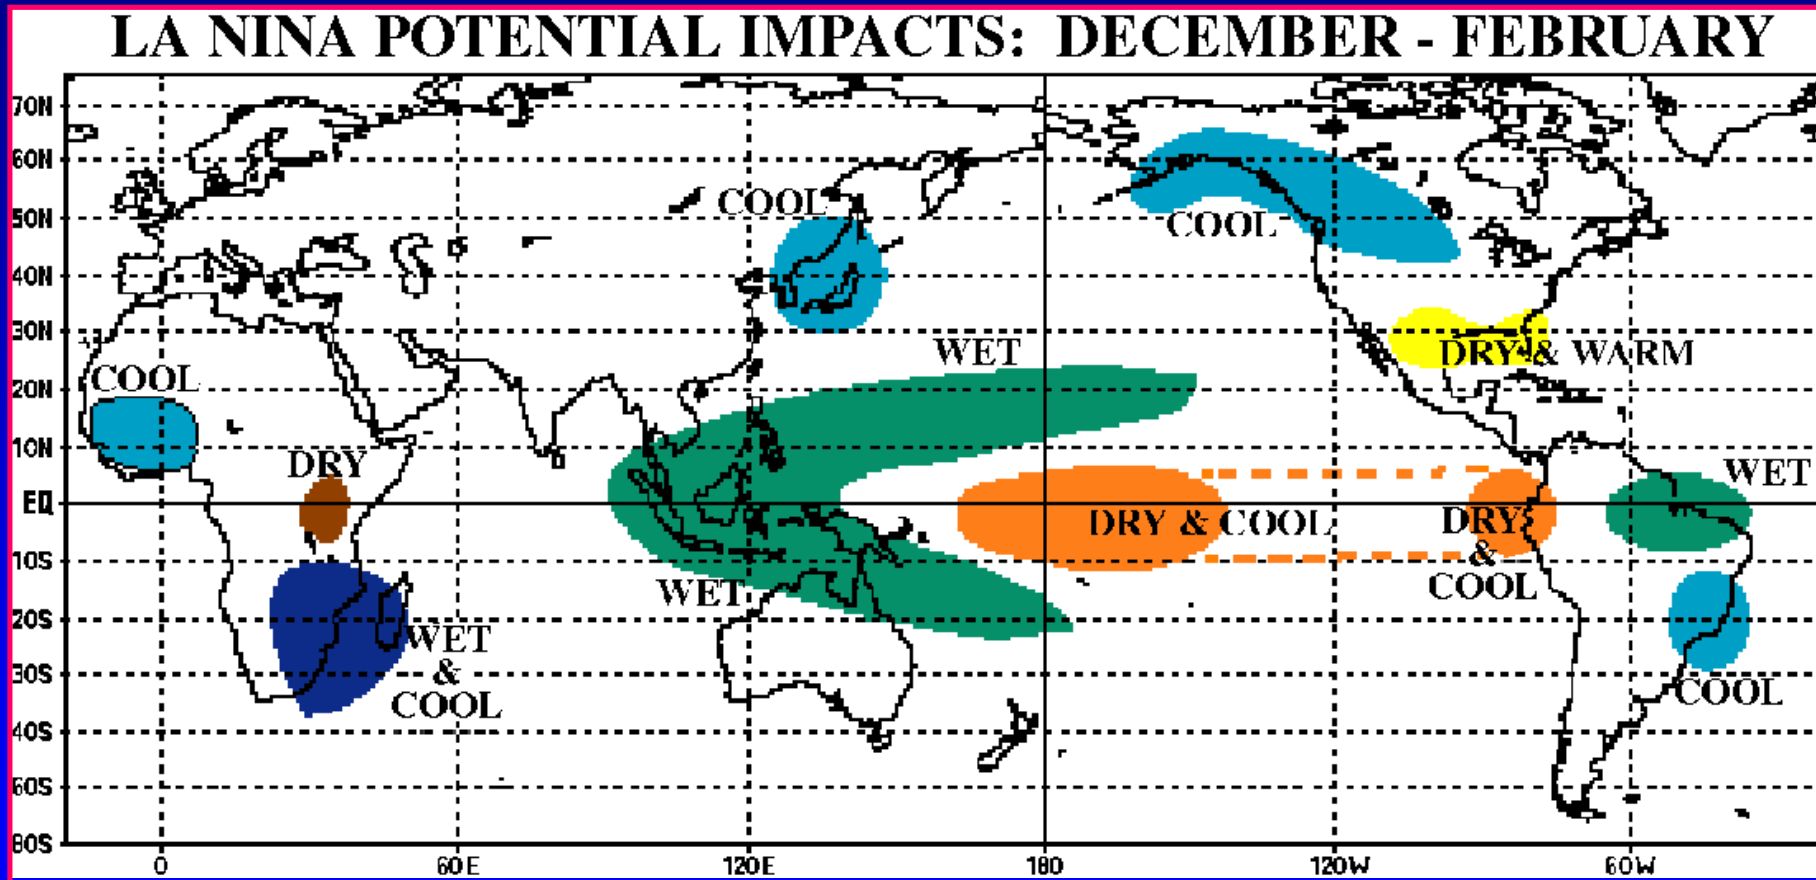 LA NINA POTENTIAL IMPACTS: DECEMBER - FEBRUARY
70N
60N
COOL
50N
COOL
40N
30N
WET
DRY & WARM
COOL
20N
10N
DRY
WET
EQ
DRY & COOL
DRY
&
COOL
10S
WET
20S
WET
&
COOL
30S
COOL
40S
50S
60S
80S
0
60E
120E
180
120W
60W